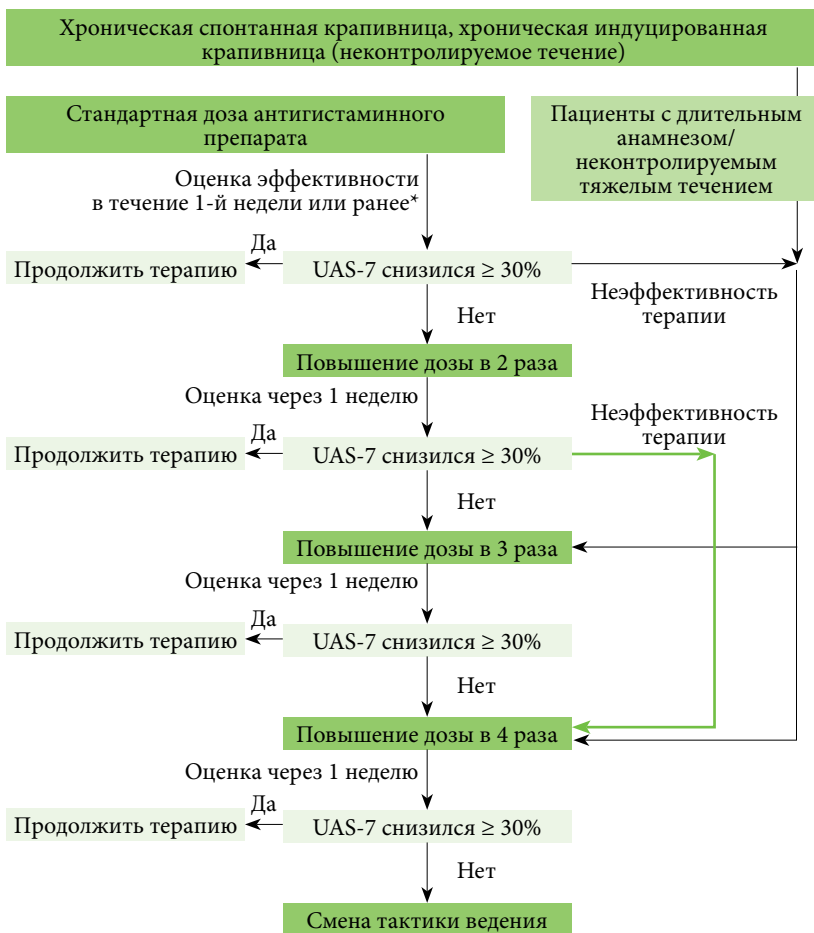 Хроническая спонтанная крапивница, хроническая индуцированная
крапивница (неконтролируемое течение)
Стандартная доза антигистаминного
препарата
Пациенты с длительным
анамнезом/
неконтролируемым
тяжелым течением
Оценка эффективности
в течение 1-й недели или ранее*
Да
Продолжить терапию
UAS-7 снизился ≥ 30%
Неэффективность
терапии
Нет
Повышение дозы в 2 раза
Оценка через 1 неделю
Неэффективность
терапии
Да
Продолжить терапию
UAS-7 снизился ≥ 30%
Нет
Повышение дозы в 3 раза
Оценка через 1 неделю
Да
Продолжить терапию
UAS-7 снизился ≥ 30%
Нет
Повышение дозы в 4 раза
Оценка через 1 неделю
Да
Продолжить терапию
UAS-7 снизился ≥ 30%
Нет
Смена тактики ведения